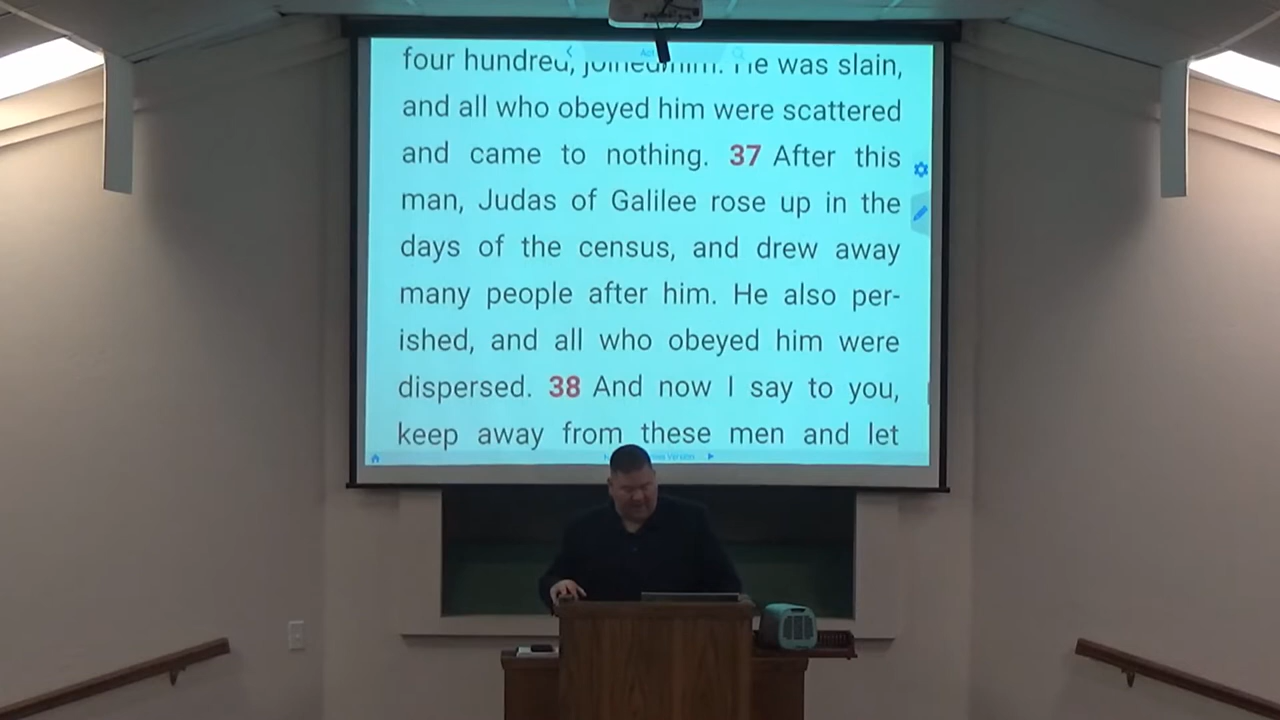 four hundred, joined him. He was slain,
and all who obeyed him were scattered
and came to nothing. 37 After this
man, Judas of Galilee rose up in the
days of the census, and drew away
many people after him. He also per-
ished, and all who obeyed him were
dispersed. 38 And now I say to you,
keep away from these men and let
Version